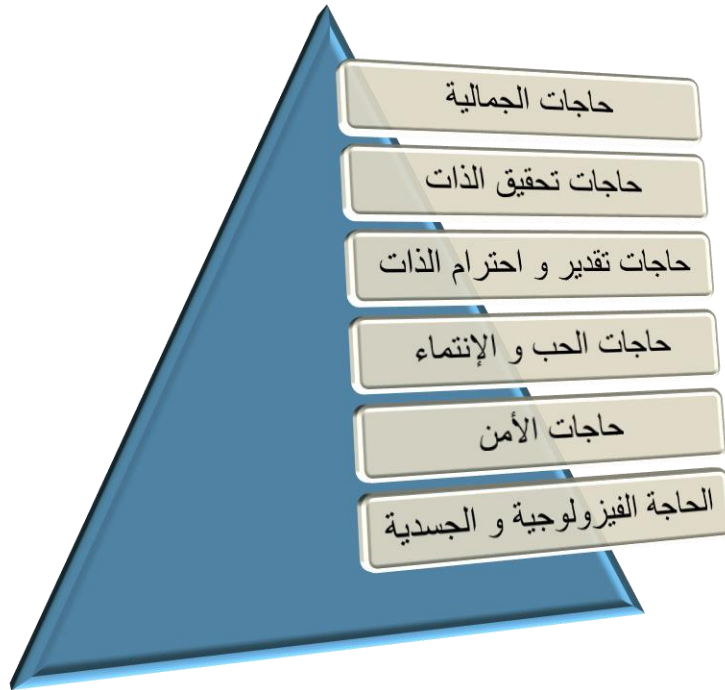 حاجات الجمالية
حاجات تحقيق الذات
حاجات تقدير و احترام الذات
حاجات الحب و الإنتماء
حاجات الأمن
الحاجة الفيزولوجية و الجسدية